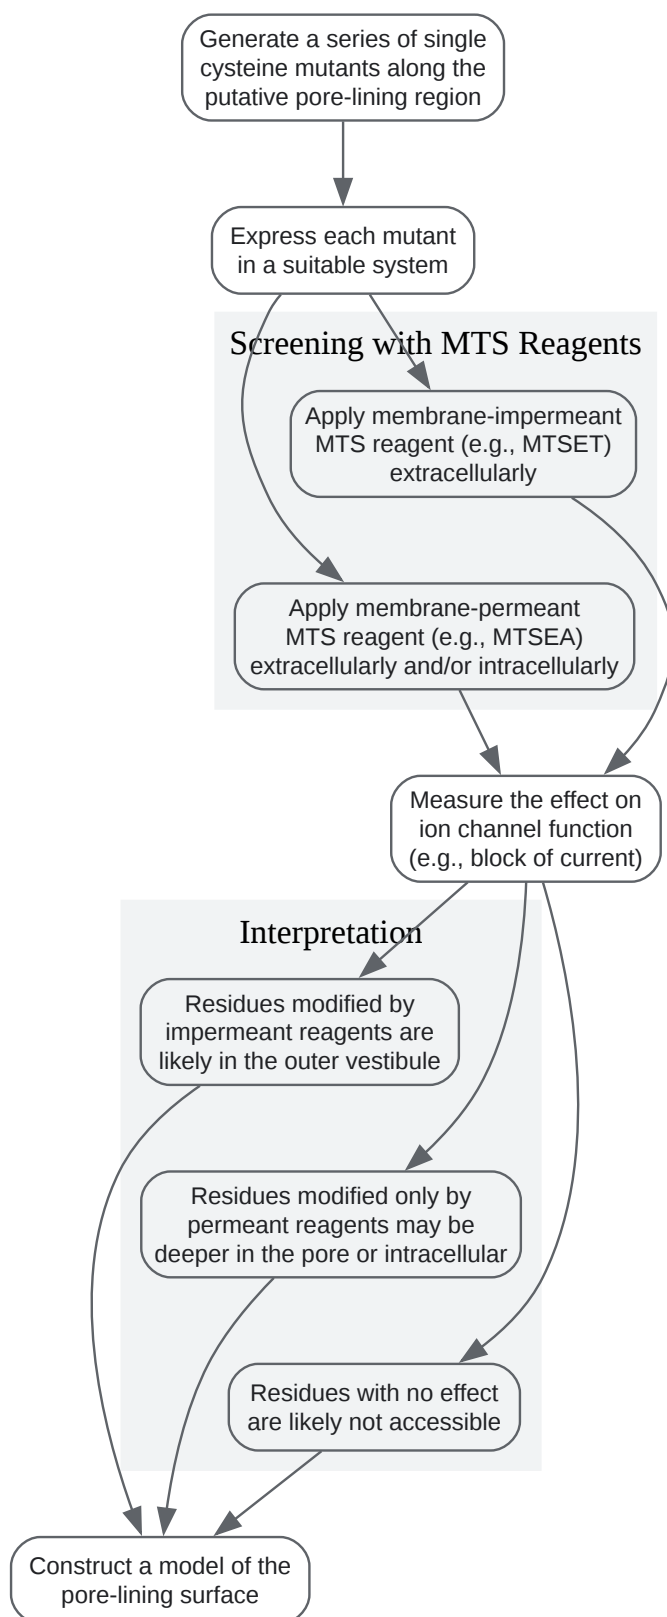 Generate a series of single
cysteine mutants along the
putative pore-lining region
Express each mutant
in a suitable system
Screening with MTS Reagents
Apply membrane-impermeant
MTS reagent (e.g., MTSET)
extracellularly
Apply membrane-permeant
MTS reagent (e.g., MTSEA)
extracellularly and/or intracellularly
Measure the effect on
ion channel function
(e.g., block of current)
Interpretation
Residues modified by
impermeant reagents are
likely in the outer vestibule
Residues modified only by
permeant reagents may be
deeper in the pore or intracellular
Residues with no effect
are likely not accessible
Construct a model of the
pore-lining surface